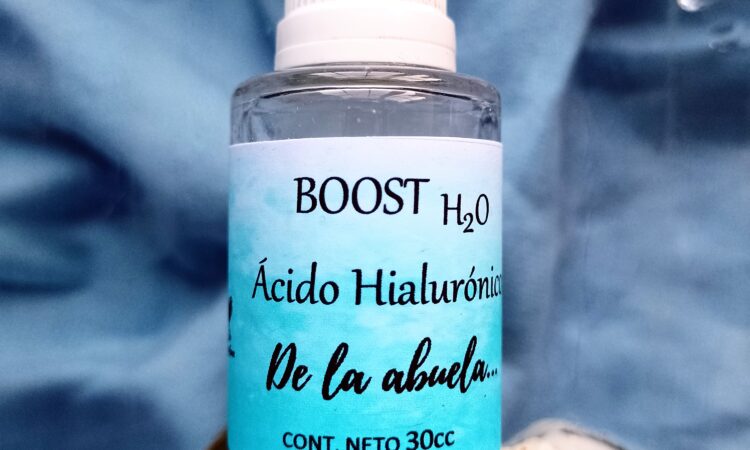 BOOST H₂O
Ácido Hialurónico
De la abuela...
CONT. NETO 30cc